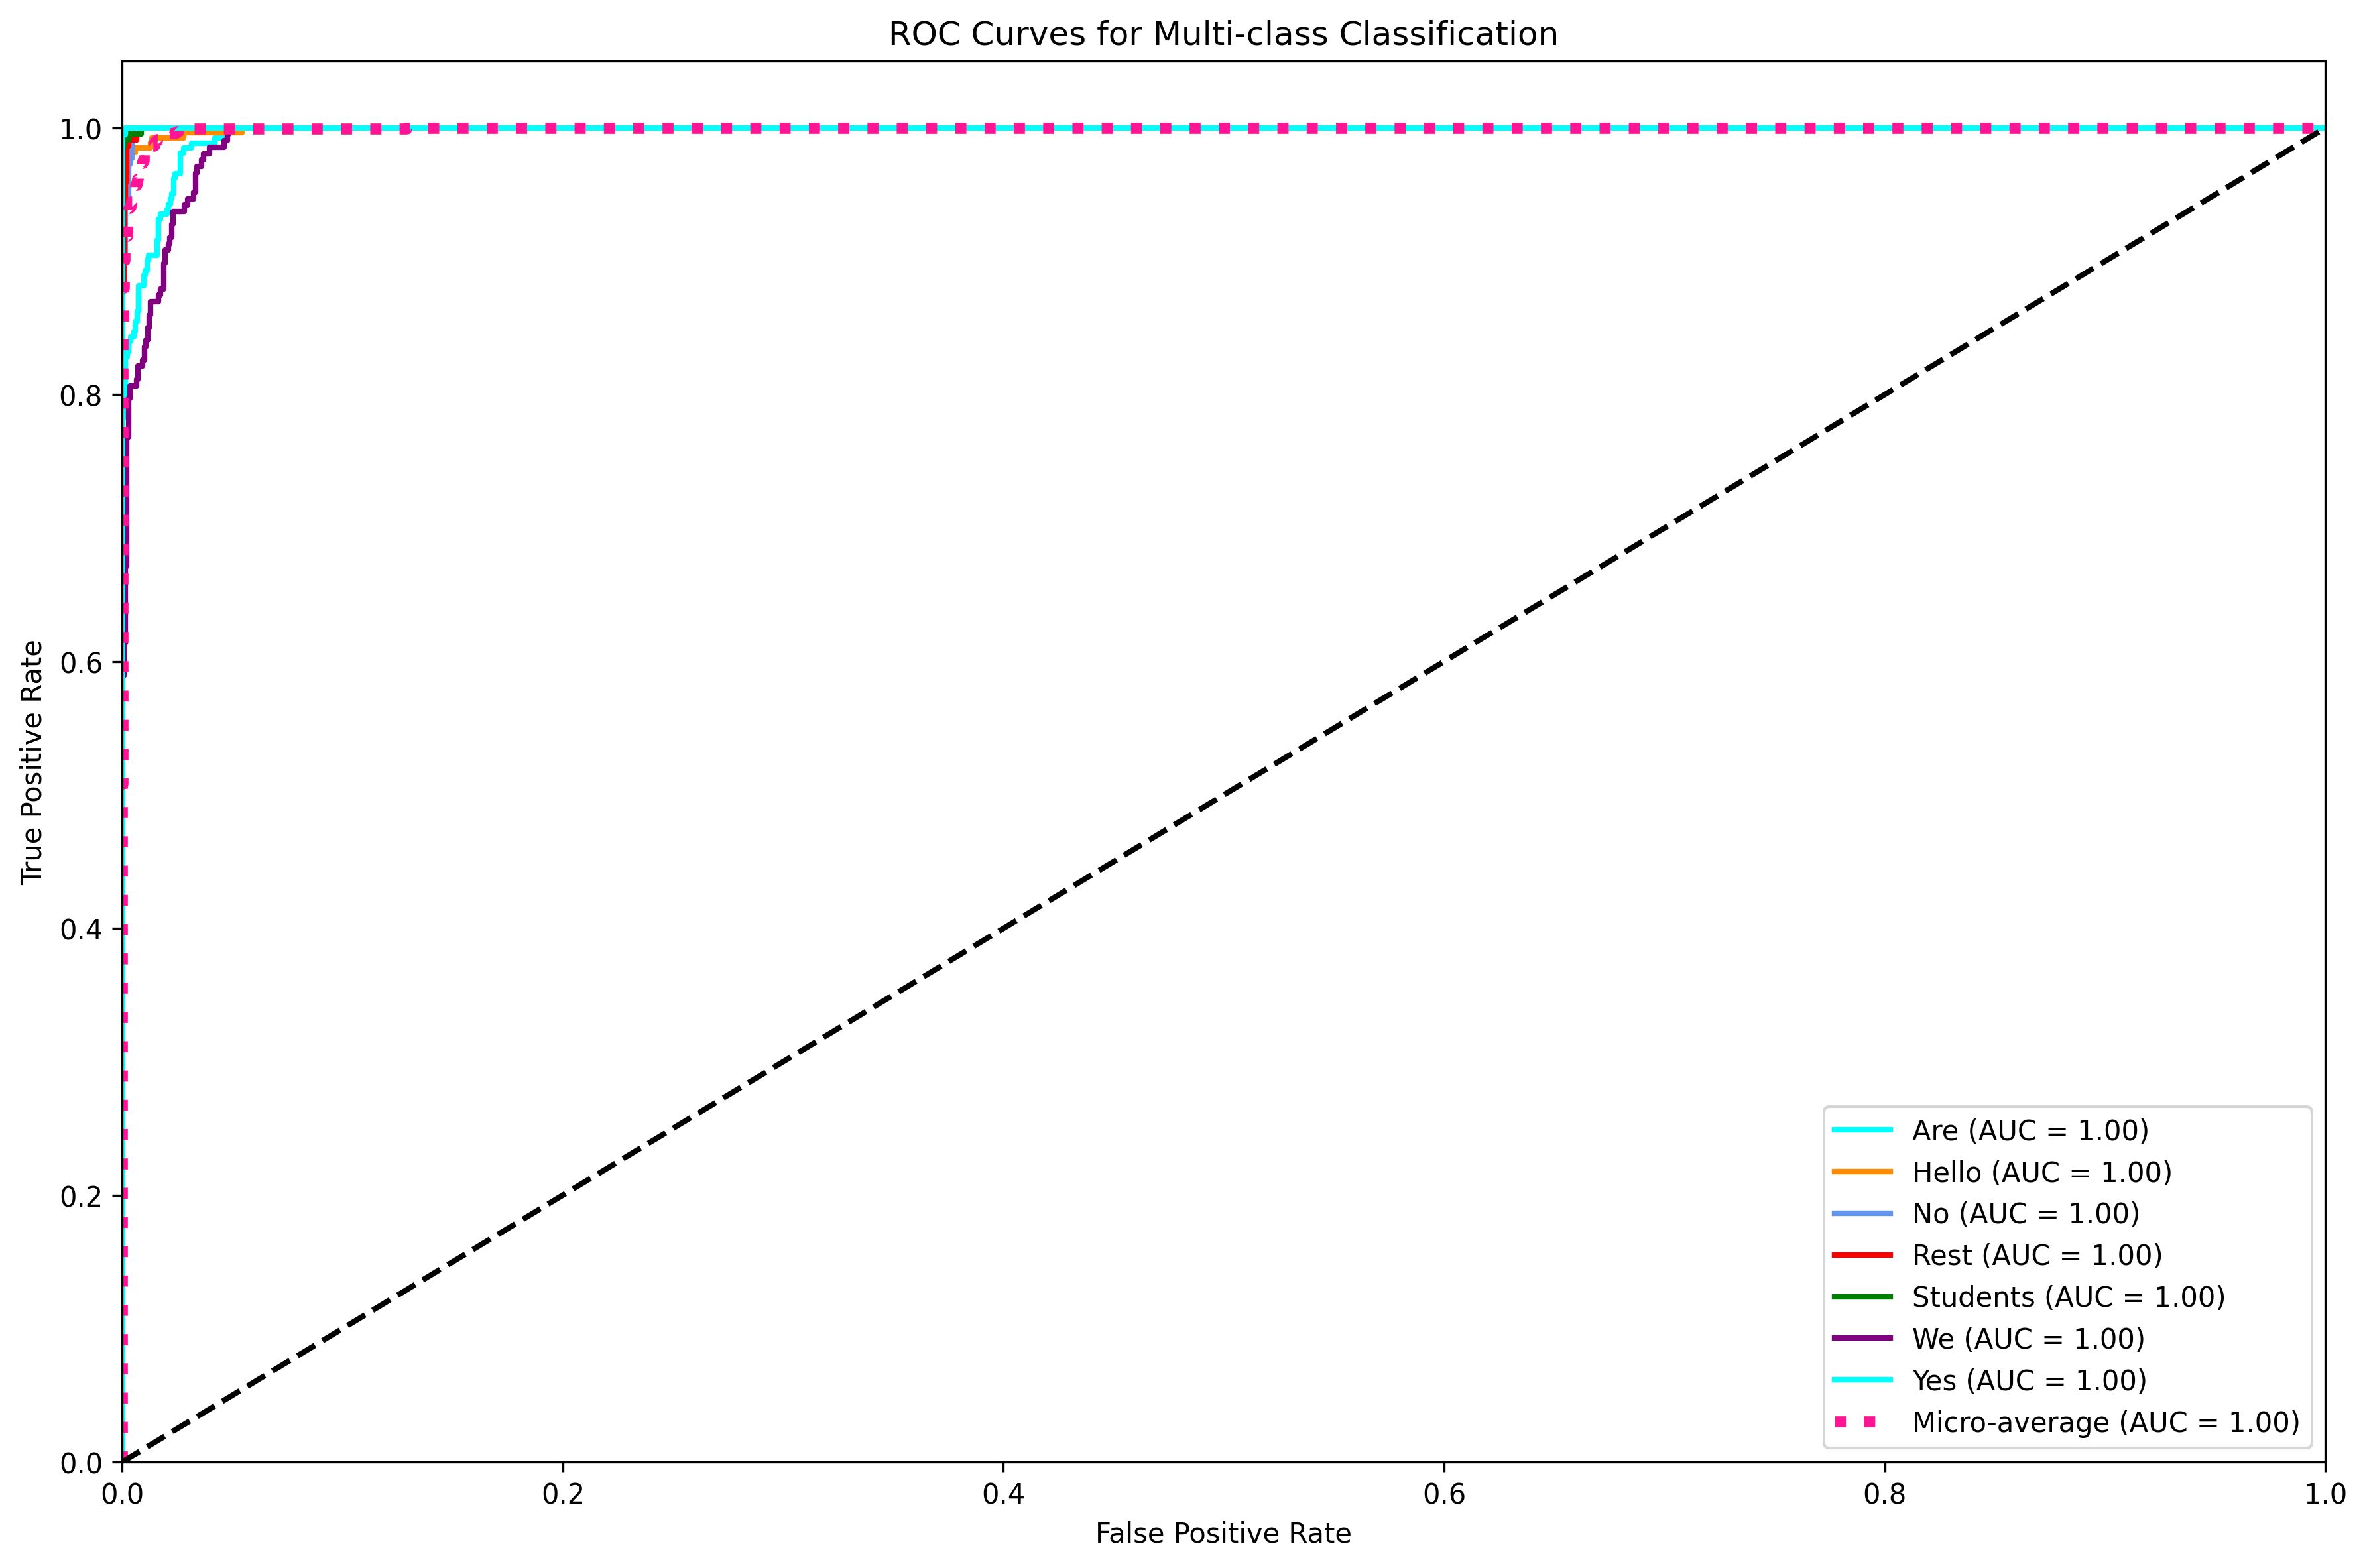 ROC Curves for Multi-class Classification
True Positive Rate
1.0
0.8
0.6
0.4
0.2
0.0
0.0 0.2 0.4 0.6 0.8 1.0
False Positive Rate
Are (AUC = 1.00)
Hello (AUC = 1.00)
No (AUC = 1.00)
Rest (AUC = 1.00)
Students (AUC = 1.00)
We (AUC = 1.00)
Yes (AUC = 1.00)
Micro-average (AUC = 1.00)